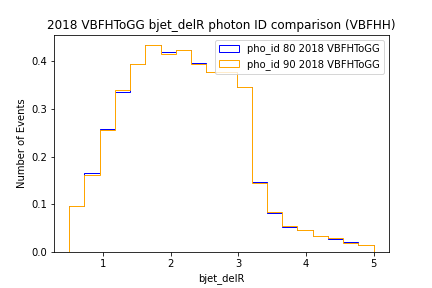 2018 VBFHToGG bjet_delR photon ID comparison (VBFHH)
pho_id 80 2018 VBFHToGG
pho_id 90 2018 VBFHToGG
Number of Events
0.4
0.3
0.2
0.1
0.0
1 2 3 4 5
bjet_delR